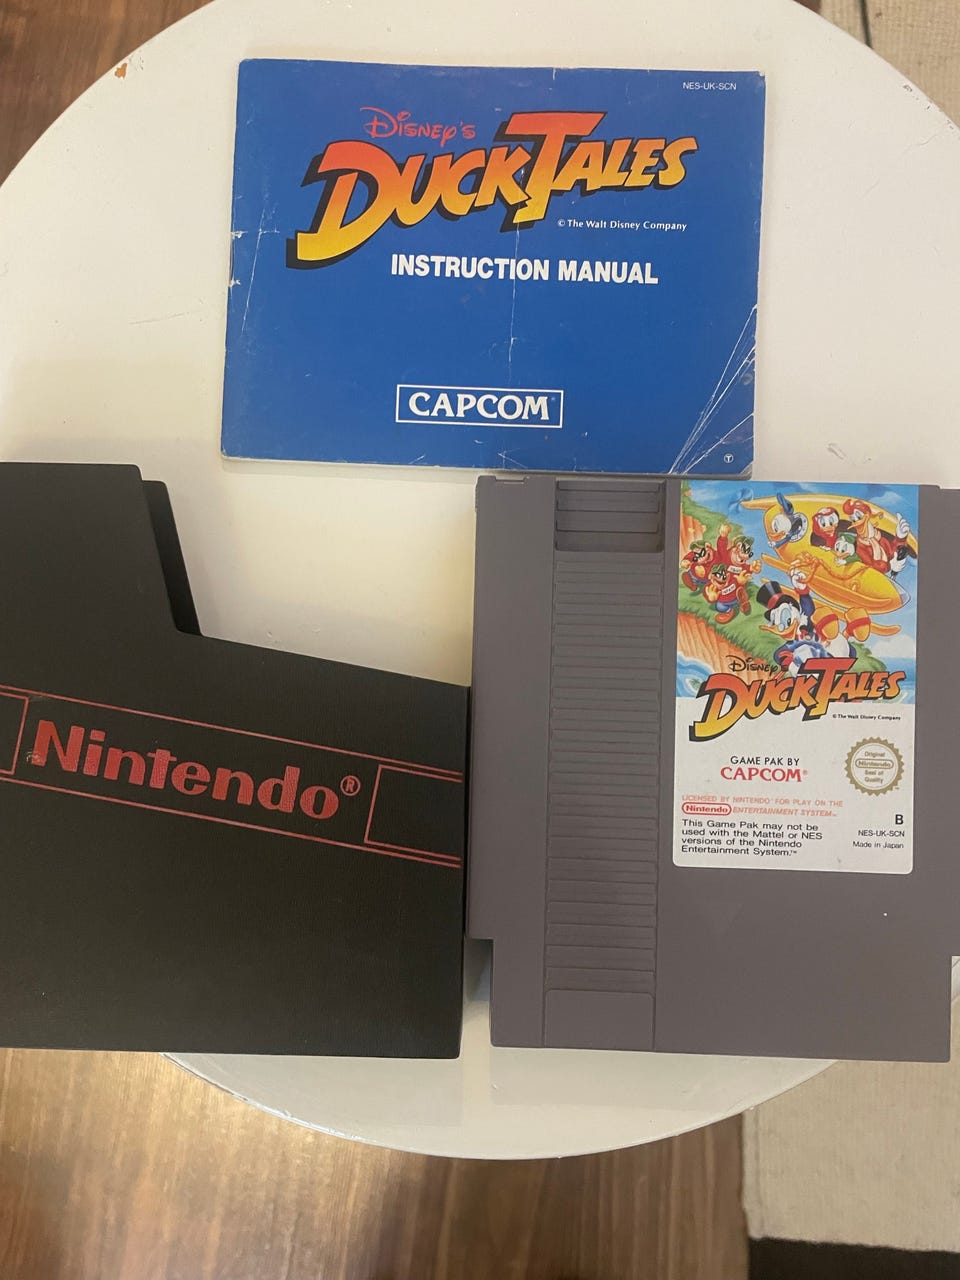 NES-UK-SCN
DISNEY'S
DUCKTALES
© The Walt Disney Company
INSTRUCTION MANUAL
CAPCOM®
T
Nintendo®
DISNEY'S
DUCKTALES
© The Walt Disney Company
GAME PAK BY
CAPCOM®
Original
Nintendo
Seal of
Quality
LICENSED BY NINTENDO® FOR PLAY ON THE
Nintendo ENTERTAINMENT SYSTEM™
This Game Pak may not be
used with the Mattel or NES
versions of the Nintendo
Entertainment System.™
B
NES-UK-SCN
Made in Japan